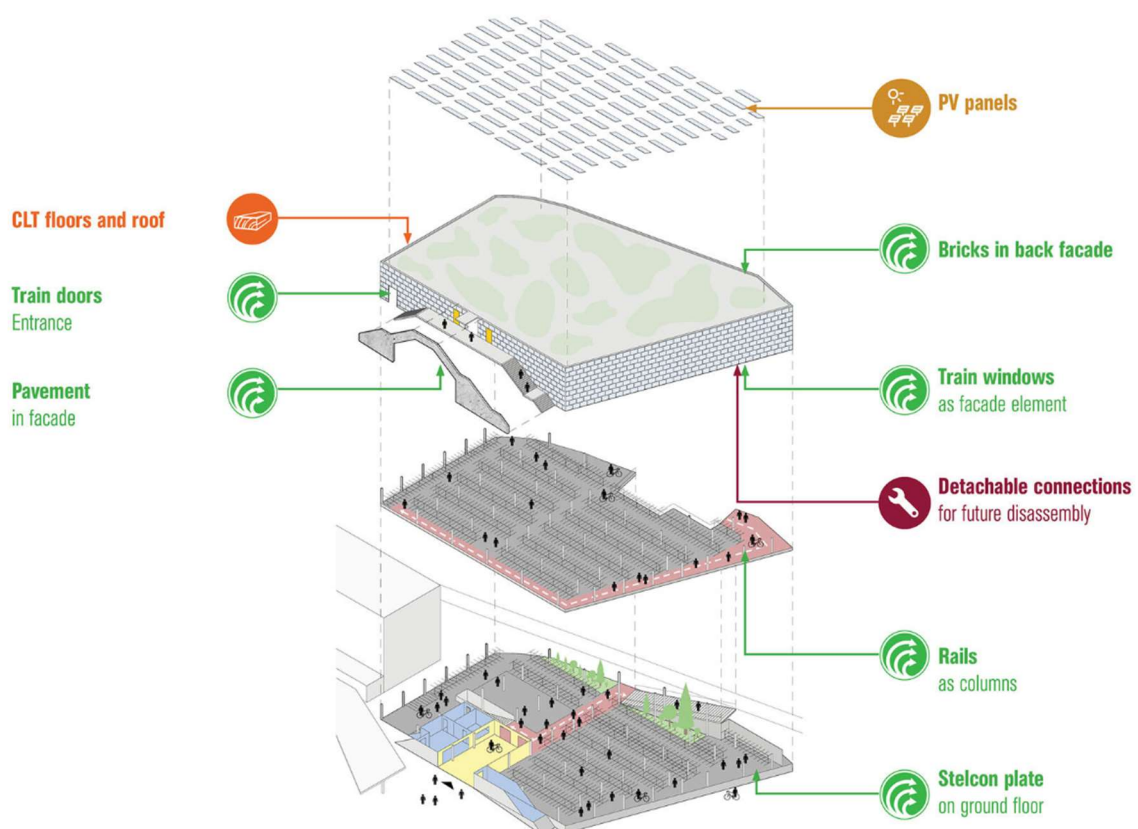 PV panels
CLT floors and roof
Bricks in back facade
Train doors
Entrance
Train windows
as facade element
Pavement
in facade
Detachable connections
for future disassembly
Rails
as columns
Stelcon plate
on ground floor